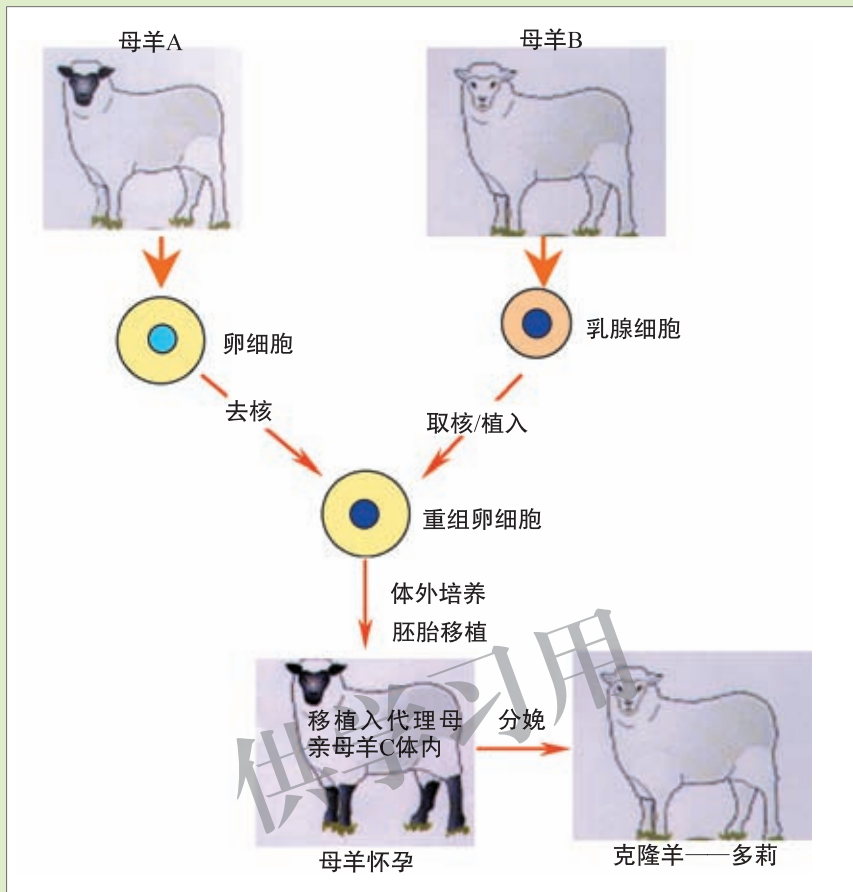 母羊A
母羊B
卵细胞
乳腺细胞
去核
取核/植入
重组卵细胞
体外培养
胚胎移植
移植入代理母
亲母羊C体内
分娩
母羊怀孕
克隆羊——多莉
供学习用